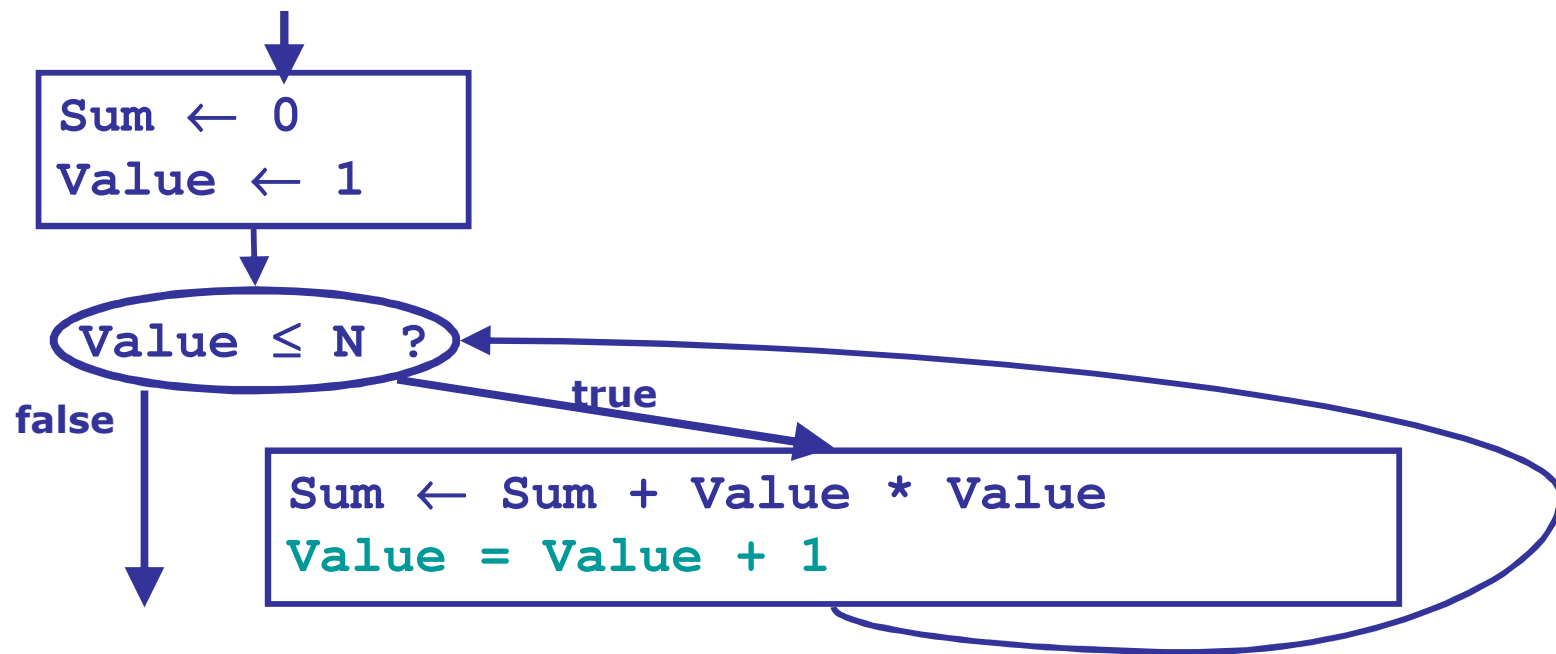 Sum ← 0
Value ← 1
Value ≤ N ?
true
false
Sum ← Sum + Value * Value
Value = Value + 1